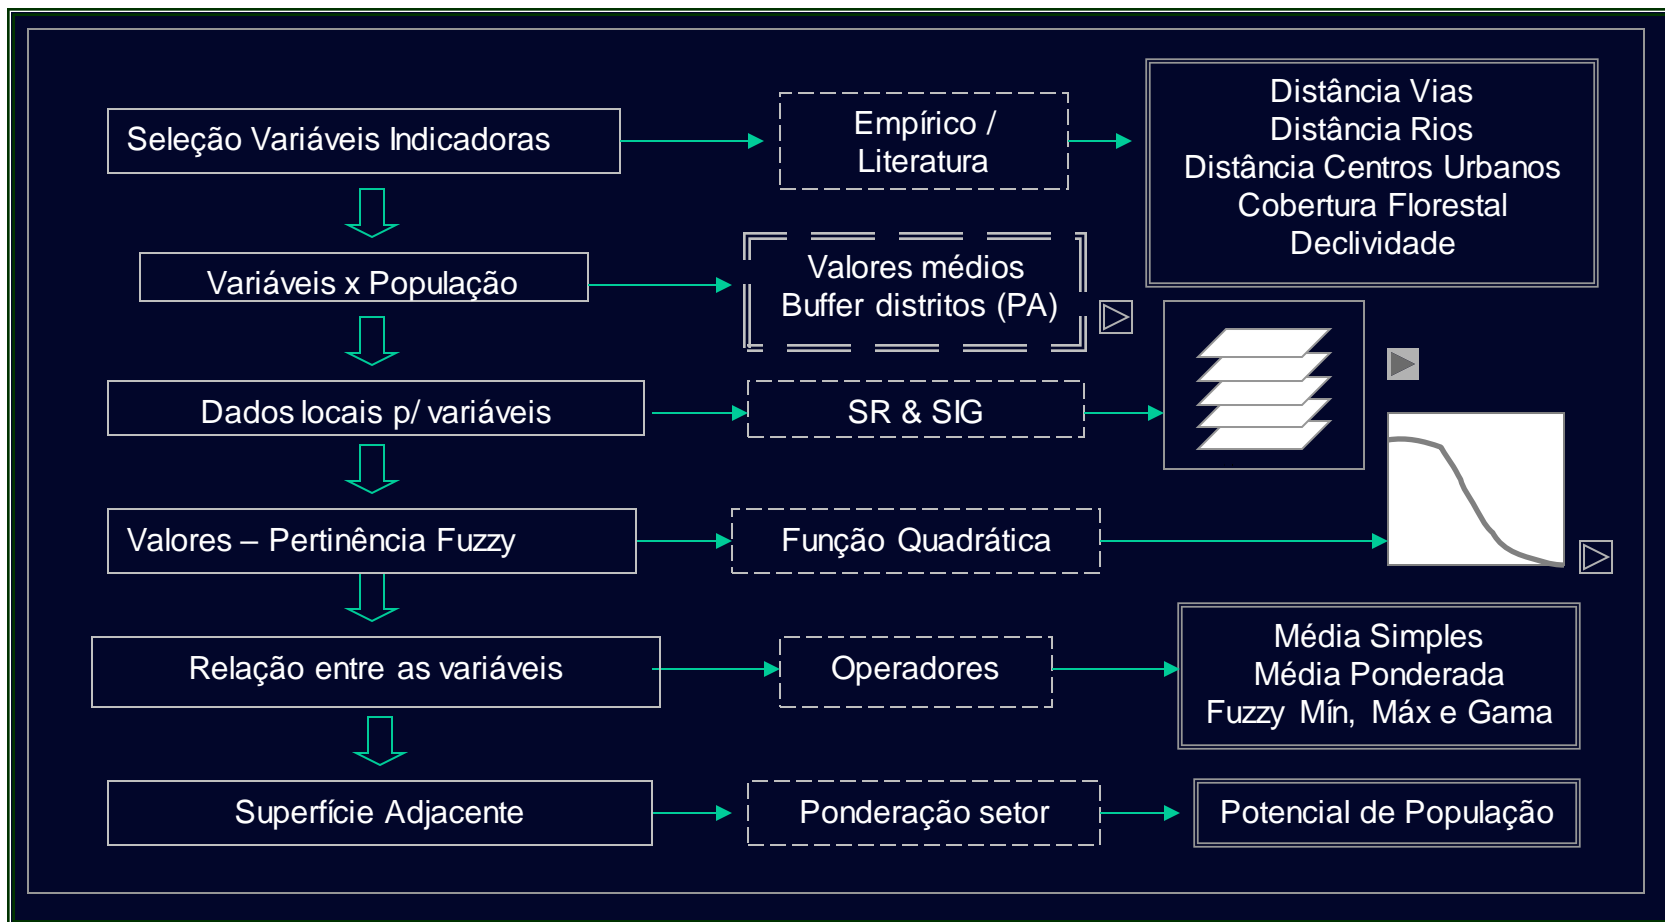 Seleção Variáveis Indicadoras
Empírico /
Literatura
Distância Vias
Distância Rios
Distância Centros Urbanos
Cobertura Florestal
Declividade
Variáveis x População
Valores médios
Buffer distritos (PA)
Dados locais p/ variáveis
SR & SIG
Valores – Pertinência Fuzzy
Função Quadrática
Relação entre as variáveis
Operadores
Média Simples
Média Ponderada
Fuzzy Mín, Máx e Gama
Superfície Adjacente
Ponderação setor
Potencial de População